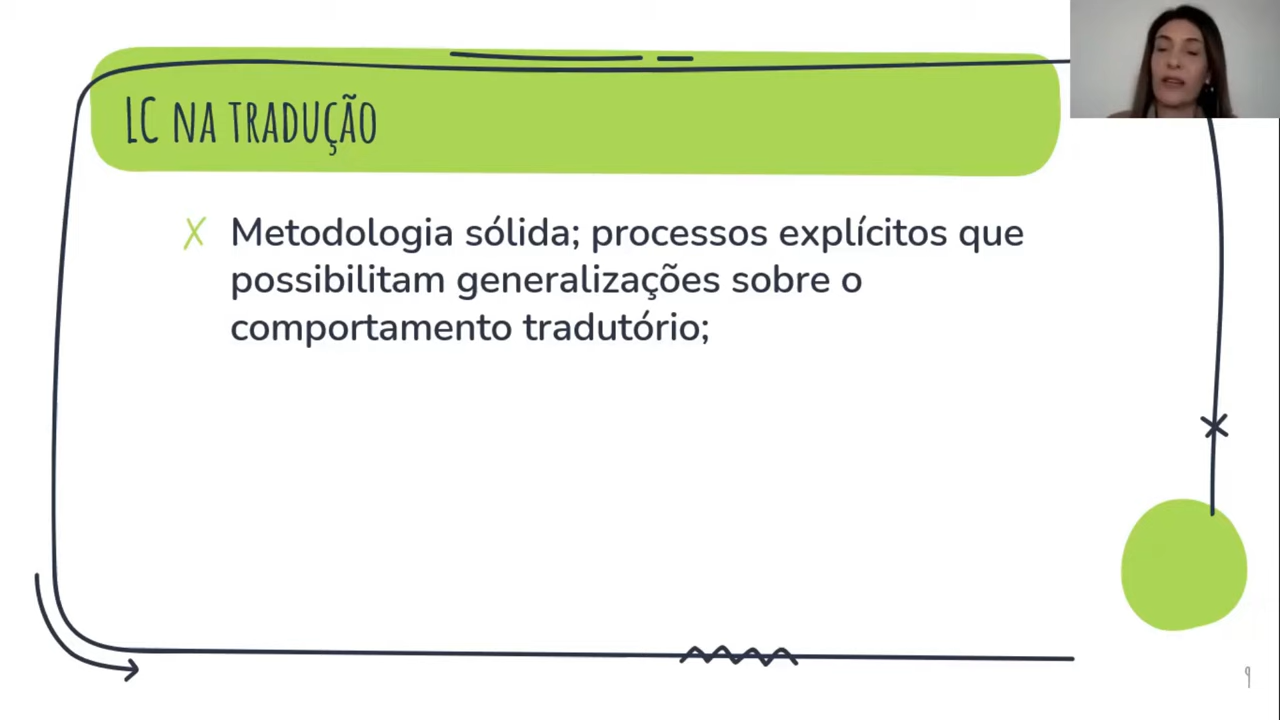 LC NA TRADUÇÃO
X Metodologia sólida; processos explícitos que
possibilitam generalizações sobre o
comportamento tradutório;
9